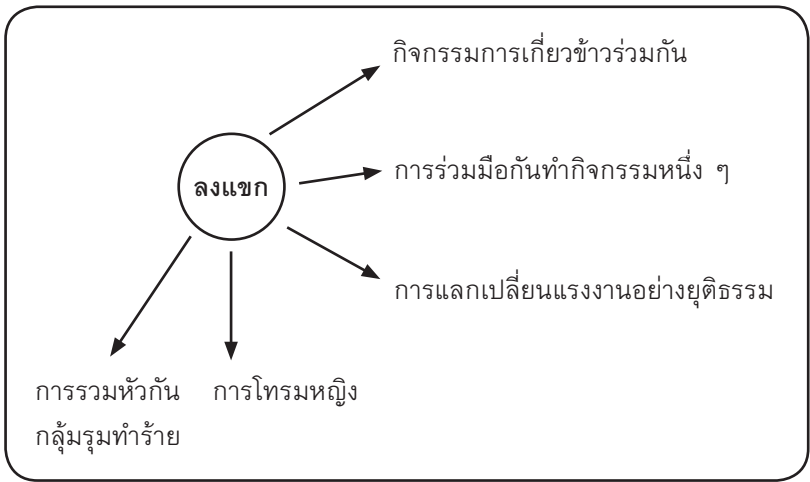 กิจกรรมการเกี่ยวข้าวร่วมกัน
การร่วมมือกันทำกิจกรรมหนึ่ง ๆ
ลงแขก
การแลกเปลี่ยนแรงงานอย่างยุติธรรม
การรวมหัวกัน
กลุ้มรุมทำร้าย
การโทรมหญิง